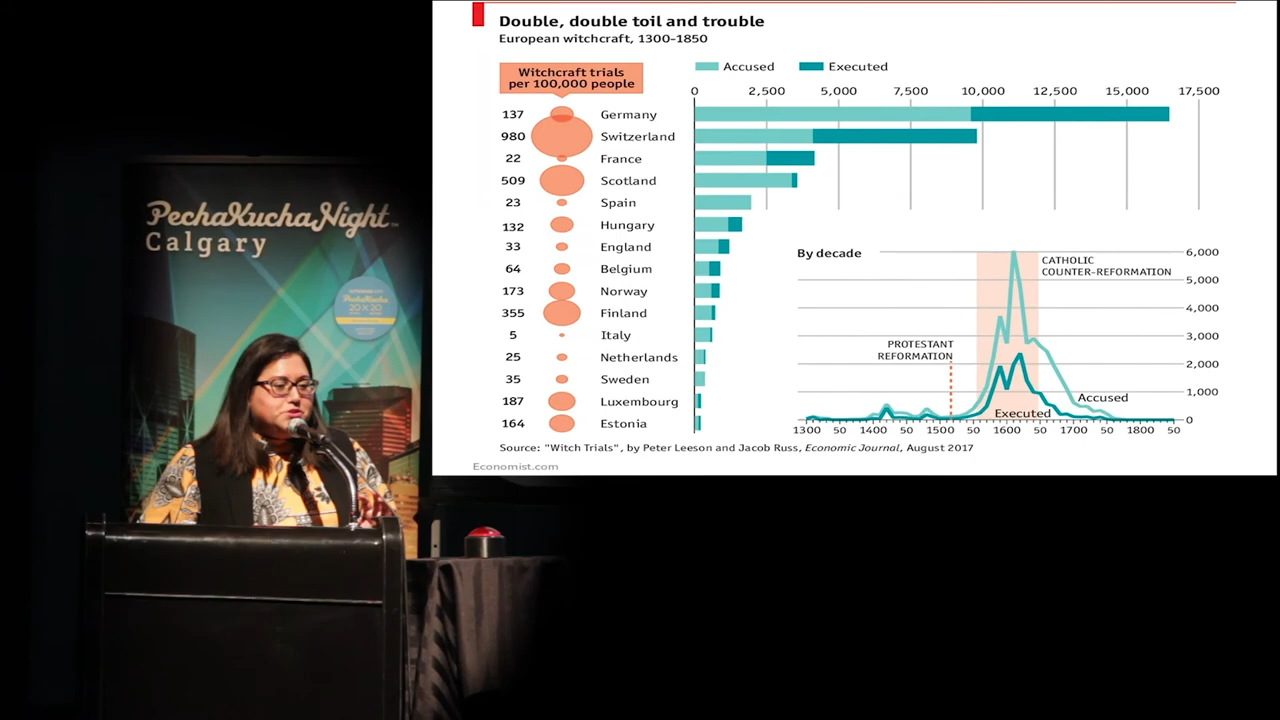 Double, double toil and trouble
European witchcraft, 1300–1850
Witchcraft trials
per 100,000 people
Accused
Executed
0 2,500 5,000 7,500 10,000 12,500 15,000 17,500
137 Germany
980 Switzerland
22 France
509 Scotland
23 Spain
132 Hungary
33 England
64 Belgium
173 Norway
355 Finland
5 Italy
25 Netherlands
35 Sweden
187 Luxembourg
164 Estonia
By decade
CATHOLIC
COUNTER-REFORMATION
PROTESTANT
REFORMATION
6,000
5,000
4,000
3,000
2,000
1,000
0
Accused
Executed
1300 50 1400 50 1500 50 1600 50 1700 50 1800 50
Source: "Witch Trials", by Peter Leeson and Jacob Russ, Economic Journal, August 2017
Economist.com
PechaKucha Night™
Calgary
PechaKucha
20X20